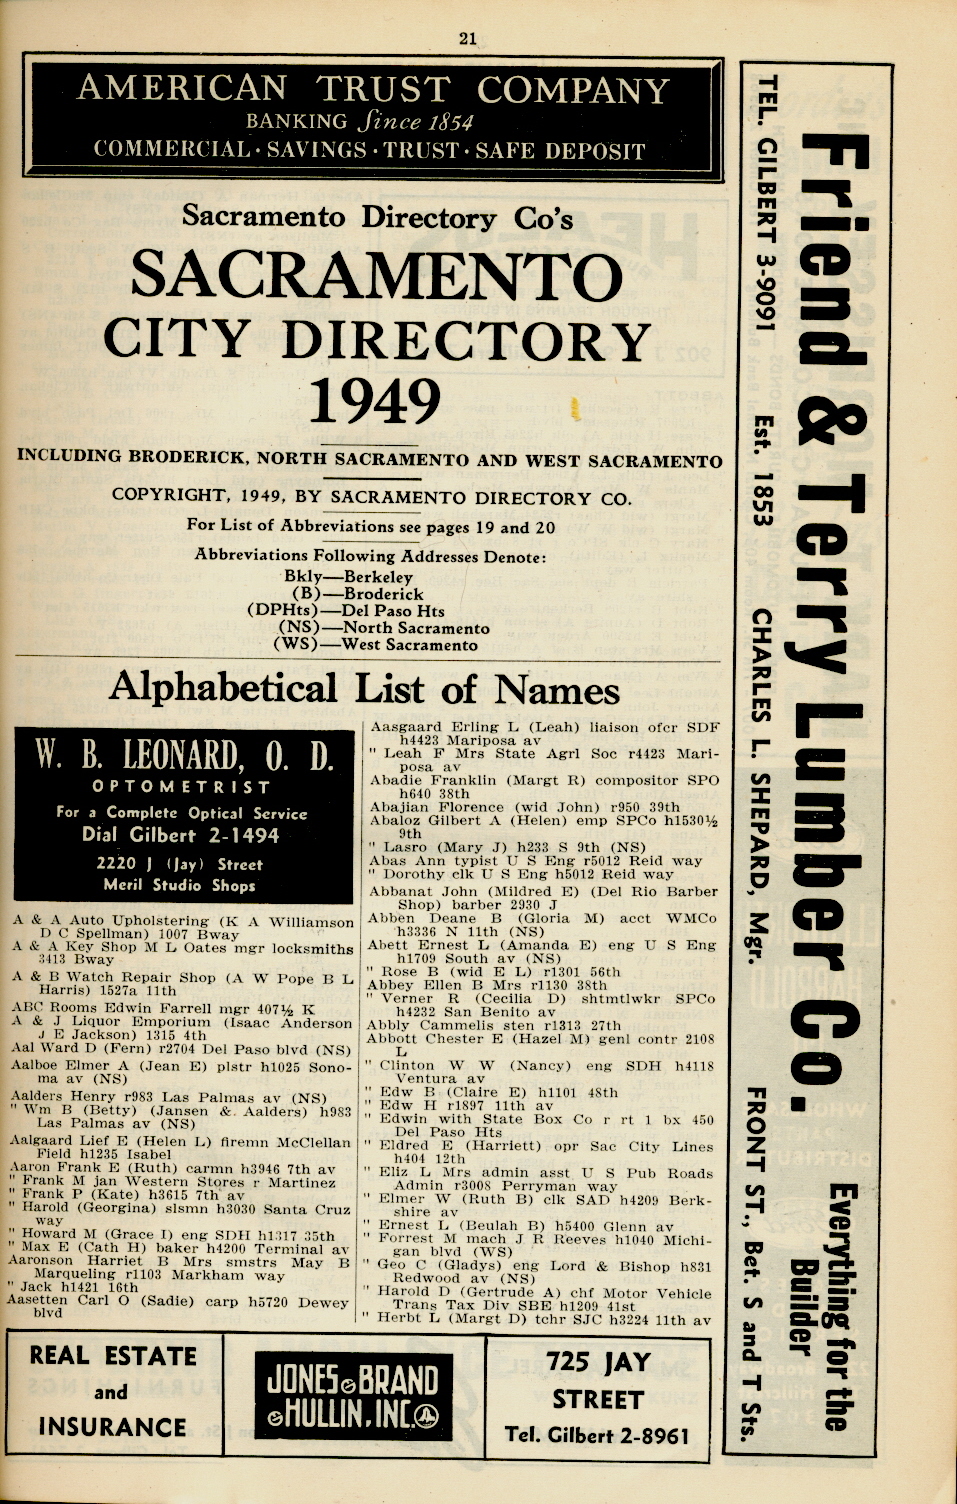 21
AMERICAN TRUST COMPANY
BANKING Since 1854
COMMERCIAL · SAVINGS · TRUST · SAFE DEPOSIT
Sacramento Directory Co's
SACRAMENTO
CITY DIRECTORY
1949
INCLUDING BRODERICK, NORTH SACRAMENTO AND WEST SACRAMENTO
COPYRIGHT, 1949, BY SACRAMENTO DIRECTORY CO.
For List of Abbreviations see pages 19 and 20
Abbreviations Following Addresses Denote:
Bkly—Berkeley
(B)—Broderick
(DPHts)—Del Paso Hts
(NS)—North Sacramento
(WS)—West Sacramento
Alphabetical List of Names
W. B. LEONARD, O. D.
OPTOMETRIST
For a Complete Optical Service
Dial Gilbert 2-1494
2220 J (Jay) Street
Meril Studio Shops
A & A Auto Upholstering (K A Williamson
D C Spellman) 1007 Bway
A & A Key Shop M L Oates mgr locksmiths
3413 Bway
A & B Watch Repair Shop (A W Pope B L
Harris) 1527a 11th
ABC Rooms Edwin Farrell mgr 407½ K
A & J Liquor Emporium (Isaac Anderson
J E Jackson) 1315 4th
Aal Ward D (Fern) r2704 Del Paso blvd (NS)
Aalboe Elmer A (Jean E) plstr h1025 Sono-
ma av (NS)
Aalders Henry r983 Las Palmas av (NS)
" Wm B (Betty) (Jansen & Aalders) h983
Las Palmas av (NS)
Aalgaard Lief E (Helen L) firemn McClellan
Field h1235 Isabel
Aaron Frank E (Ruth) carmn h3946 7th av
" Frank M jan Western Stores r Martinez
" Frank P (Kate) h3615 7th av
" Harold (Georgina) slsmn h3030 Santa Cruz
way
" Howard M (Grace I) eng SDH h1317 35th
" Max E (Cath H) baker h4200 Terminal av
Aaronson Harriet B Mrs smstrs May B
Marqueling r1103 Markham way
" Jack h1421 16th
Aasetten Carl O (Sadie) carp h5720 Dewey
blvd
Aasgaard Erling L (Leah) liaison ofcr SDF
h4423 Mariposa av
" Leah F Mrs State Agrl Soc r4423 Mari-
posa av
Abadie Franklin (Margt R) compositor SPO
h640 38th
Abajian Florence (wid John) r950 39th
Abaloz Gilbert A (Helen) emp SPCo h1530½
9th
" Lasro (Mary J) h233 S 9th (NS)
Abas Ann typist U S Eng r5012 Reid way
" Dorothy clk U S Eng h5012 Reid way
Abbanat John (Mildred E) (Del Rio Barber
Shop) barber 2930 J
Abben Deane B (Gloria M) acct WMCo
h3336 N 11th (NS)
Abett Ernest L (Amanda E) eng U S Eng
h1709 South av (NS)
" Rose B (wid E L) r1301 56th
Abbey Ellen B Mrs r1130 38th
" Verner R (Cecilia D) shtmtlwkr SPCo
h4232 San Benito av
Abbly Cammelis sten r1313 27th
Abbott Chester E (Hazel M) genl contr 2108
L
" Clinton W W (Nancy) eng SDH h4118
Ventura av
" Edw B (Claire E) h1101 48th
" Edw H r1897 11th av
" Edwin with State Box Co r rt 1 bx 450
Del Paso Hts
" Eldred E (Harriett) opr Sac City Lines
h404 12th
" Eliz L Mrs admin asst U S Pub Roads
Admin r3008 Perryman way
" Elmer W (Ruth B) clk SAD h4209 Berk-
shire av
" Ernest L (Beulah B) h5400 Glenn av
" Forrest M mach J R Reeves h1040 Michi-
gan blvd (WS)
" Geo C (Gladys) eng Lord & Bishop h831
Redwood av (NS)
" Harold D (Gertrude A) chf Motor Vehicle
Trans Tax Div SBE h1209 41st
" Herbt L (Margt D) tchr SJC h3224 11th av
REAL ESTATE
and
INSURANCE
JONES & BRAND
& HULLIN, INC.
725 JAY
STREET
Tel. Gilbert 2-8961
Friend & Terry Lumber Co.
Everything for the
Builder
TEL. GILBERT 3-9091 Est. 1853 CHARLES L. SHEPARD, Mgr. FRONT ST., Bet. S and T Sts.